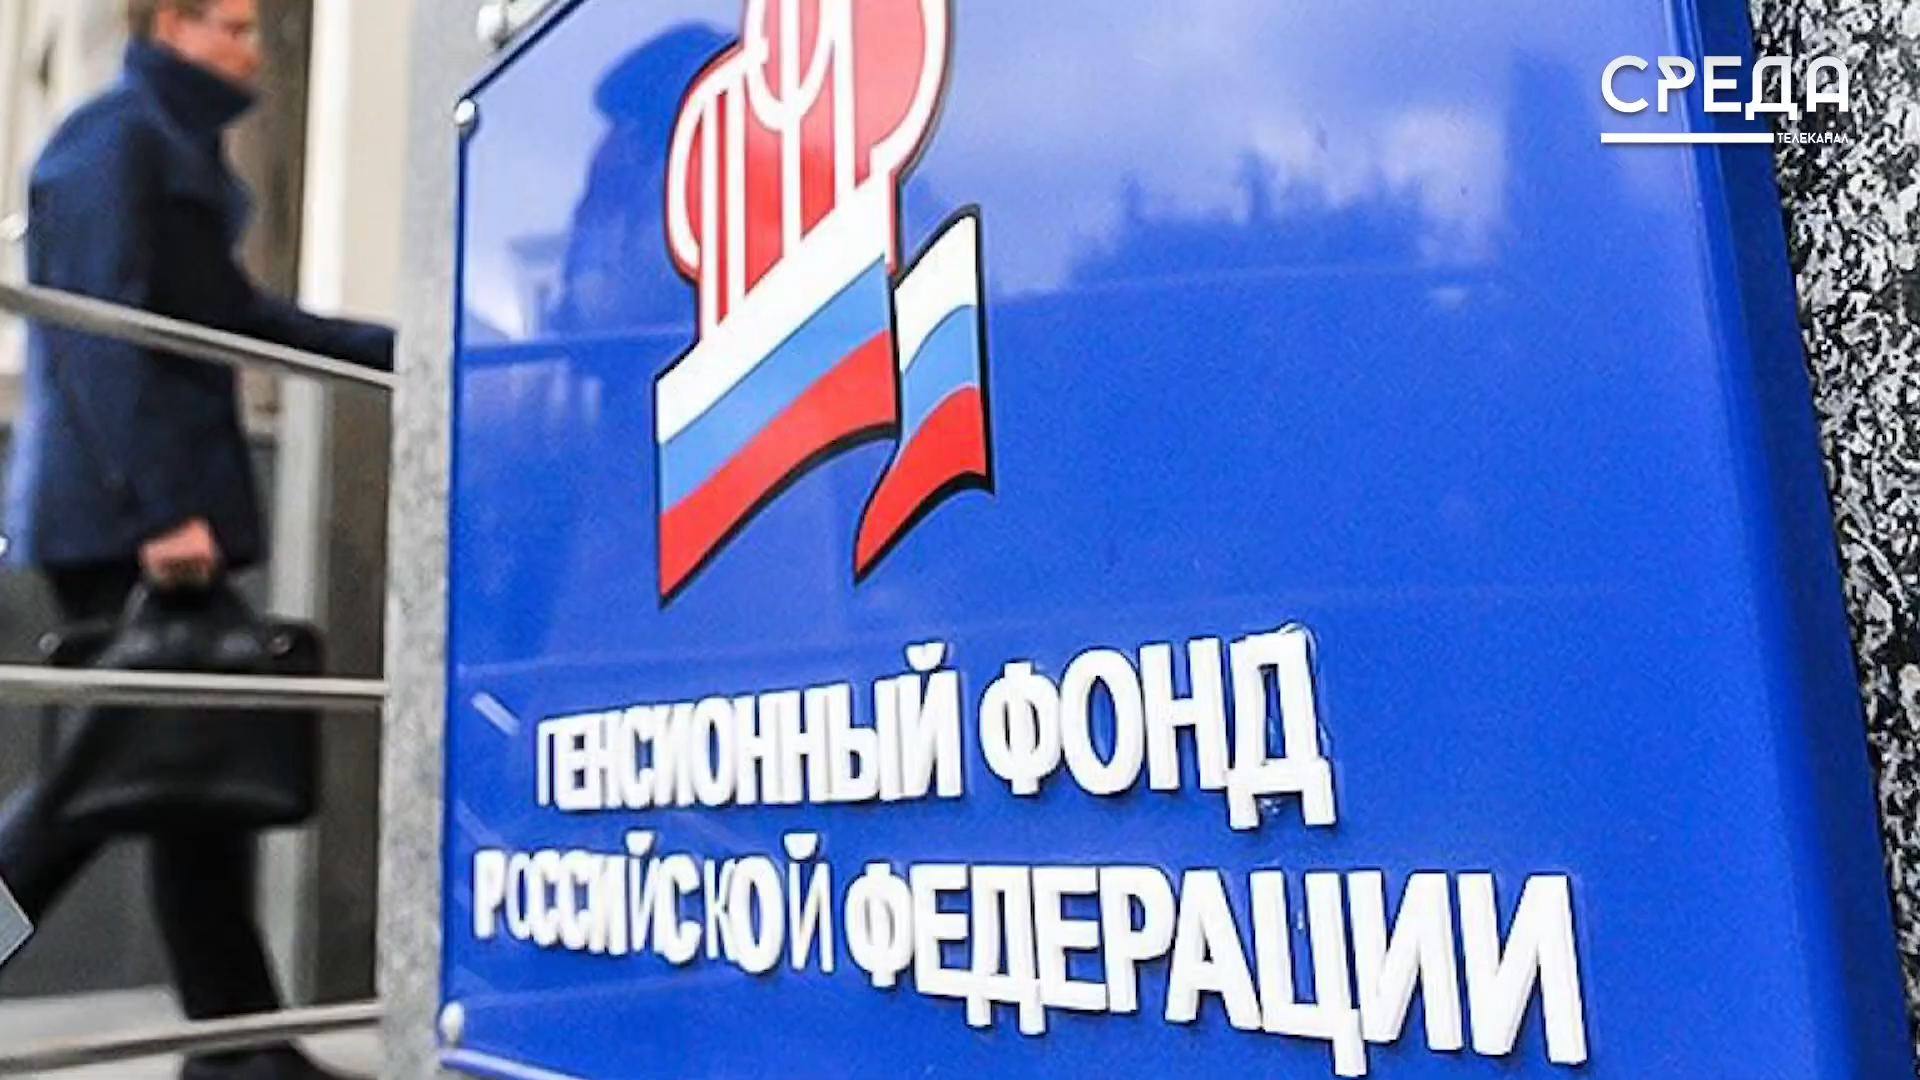 СРЕДА
ТЕЛЕКАНАЛ
ПФ
ПЕНСИОННЫЙ ФОНД
РОССИЙСКОЙ ФЕДЕРАЦИИ